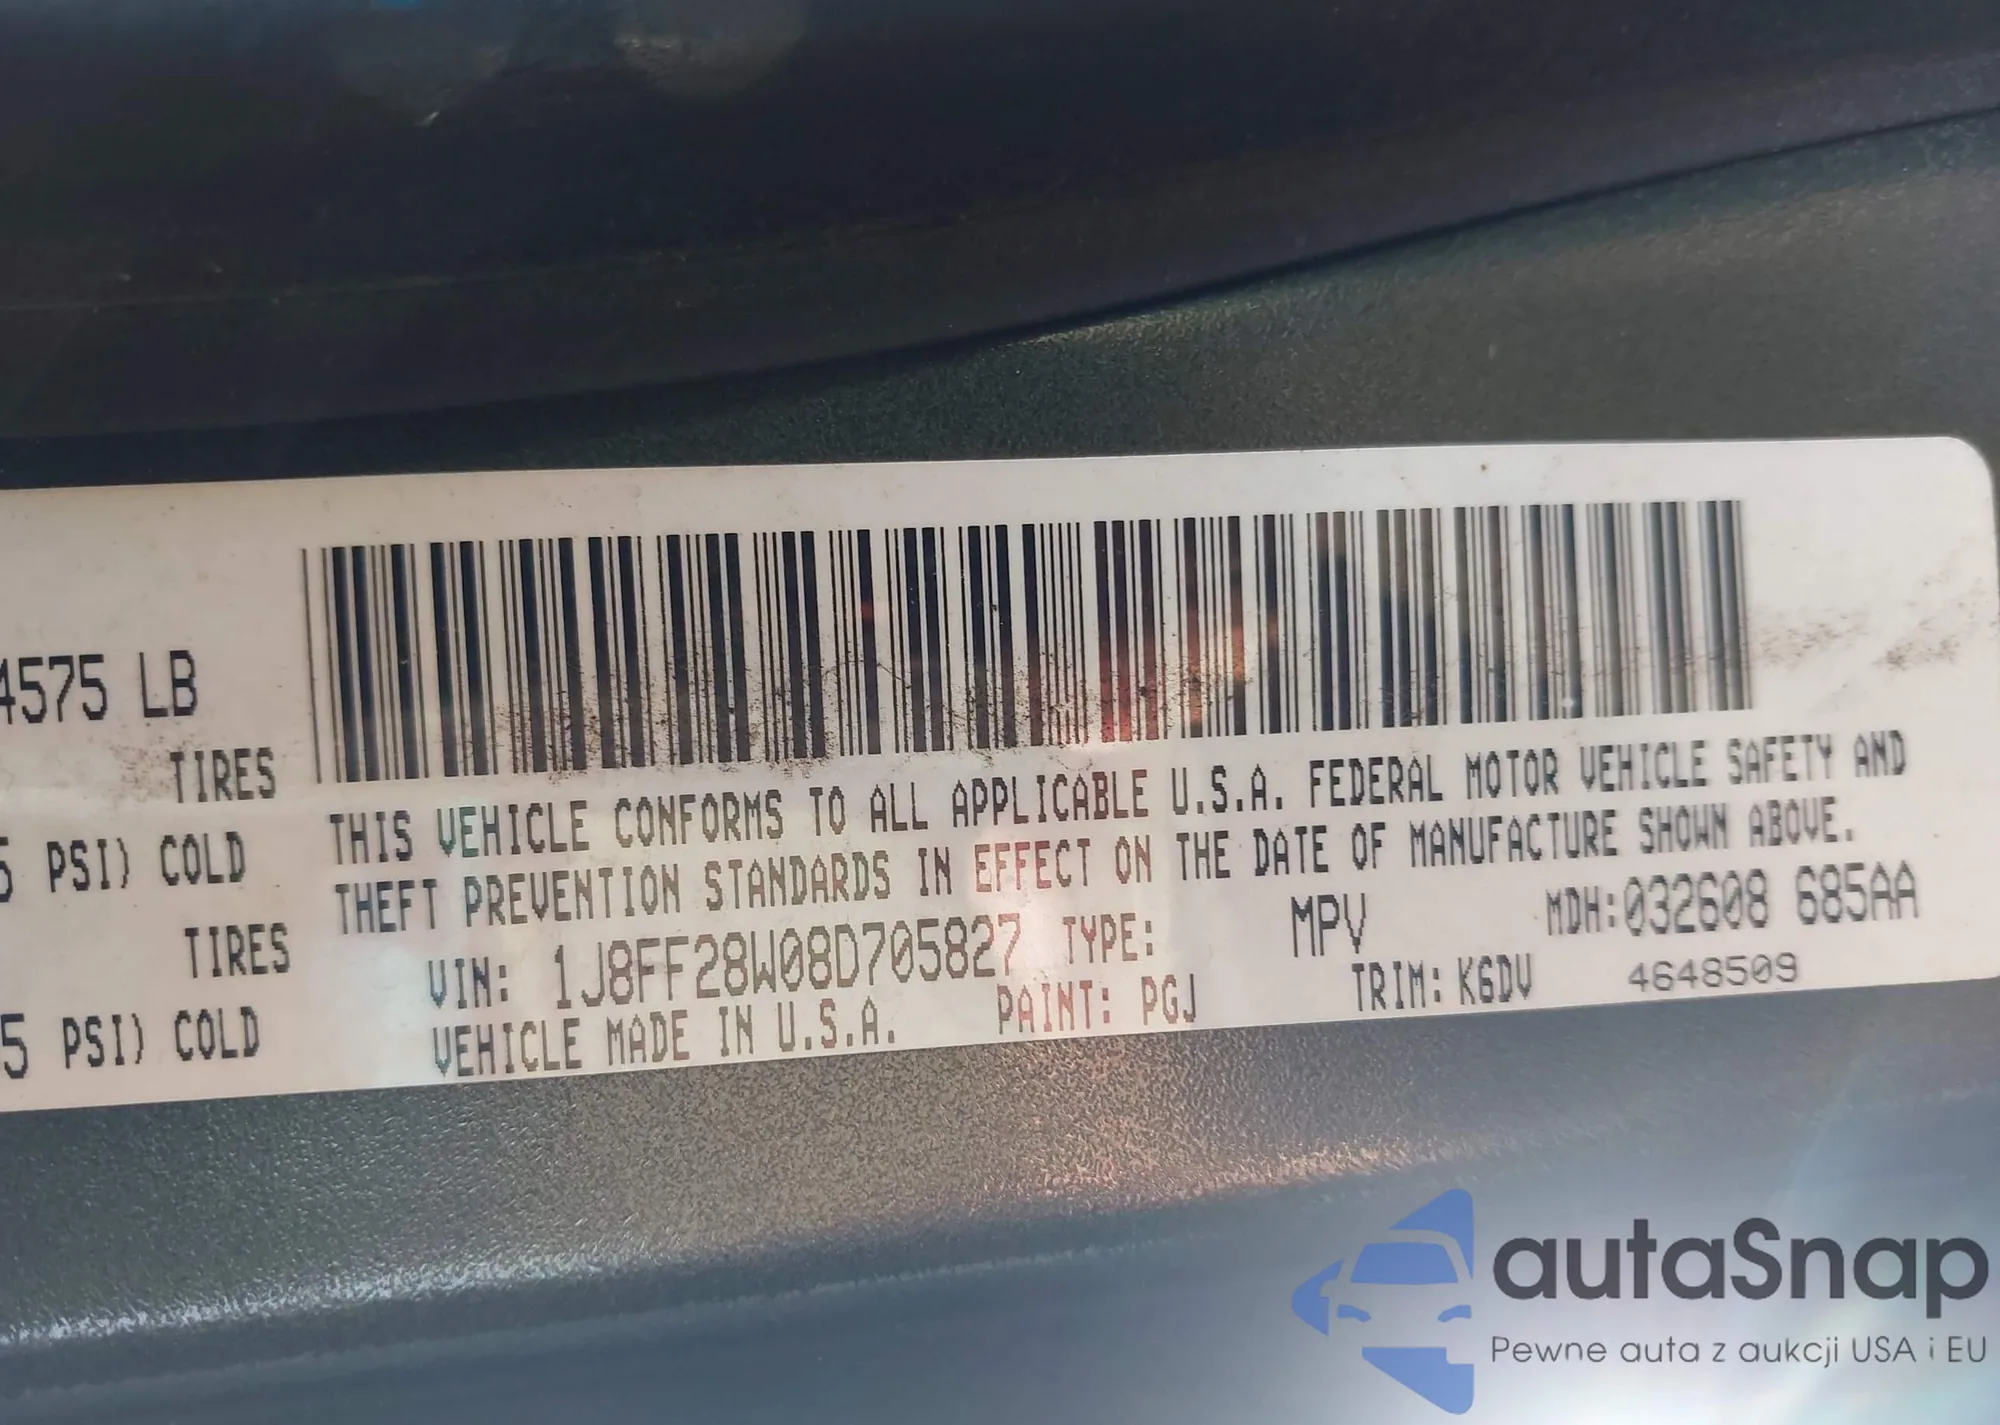 4575 LB
TIRES
5 PSI) COLD
TIRES
5 PSI) COLD
THIS VEHICLE CONFORMS TO ALL APPLICABLE U.S.A. FEDERAL MOTOR VEHICLE SAFETY AND
THEFT PREVENTION STANDARDS IN EFFECT ON THE DATE OF MANUFACTURE SHOWN ABOVE.
VIN: 1J8FF28W08D705827 TYPE: MPV MDH:032608 685AA
VEHICLE MADE IN U.S.A. PAINT: PGJ TRIM: K6DV 4648509
autaSnap
Pewne auta z aukcji USA i EU